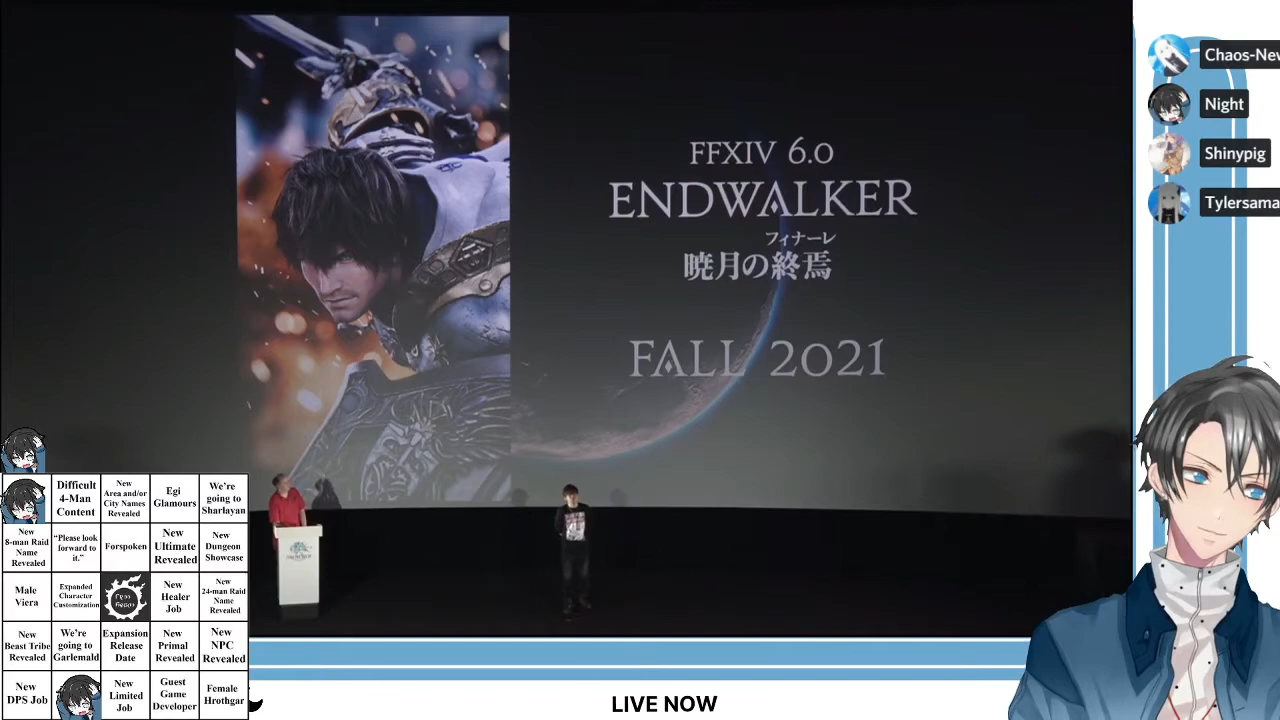 FFXIV 6.0
ENDWALKER
フィナーレ
暁月の終焉
FALL 2021
Chaos-Nev
Night
Shinypig
Tylersama
Difficult
4-Man
Content
New
Area and/or
City Names
Revealed
Egi
Glamours
We're
going to
Sharlayan
New
8-man Raid
Name
Revealed
"Please look
forward to
it."
Forspoken
New
Ultimate
Revealed
New
Dungeon
Showcase
Male
Viera
Expanded
Character
Customization
New
Healer
Job
New
24-man Raid
Name
Revealed
New
Beast Tribe
Revealed
We're
going to
Garlemald
Expansion
Release
Date
New
Primal
Revealed
New
NPC
Revealed
New
DPS Job
New
Limited
Job
Guest
Game
Developer
Female
Hrothgar
LIVE NOW